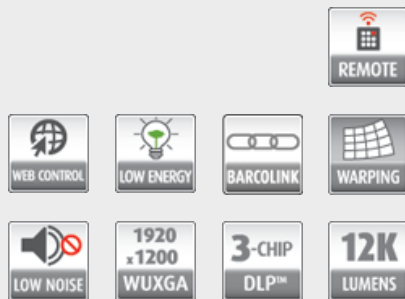 REMOTE
WEB CONTROL
LOW ENERGY
BARCOLINK
WARPING
LOW NOISE
1920
x1200
WUXGA
3-CHIP
DLP™
12K
LUMENS